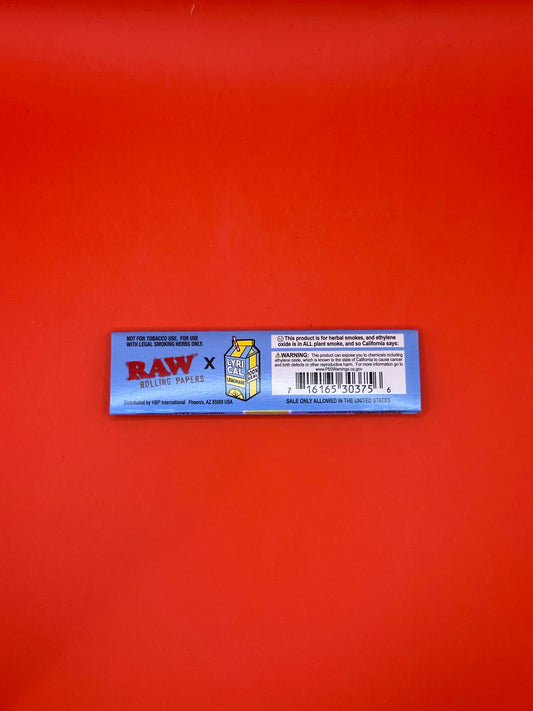 NOT FOR TOBACCO USE. FOR USE
WITH LEGAL SMOKING HERBS ONLY.
RAW X
ROLLING PAPERS
LYRI
CAL
LEMONADE
Distributed by HBP International Phoenix, AZ 85009 USA
This product is for herbal smokes, and ethylene
oxide is in ALL plant smoke, and so California says:
WARNING: This product can expose you to chemicals including
ethylene oxide, which is known to the state of California to cause cancer
and birth defects or other reproductive harm. For more information go to
www.P65Warnings.ca.gov
7 16165 30375 6
SALE ONLY ALLOWED IN THE UNITED STATES